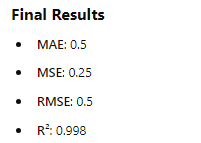 Final Results
• MAE: 0.5
• MSE: 0.25
• RMSE: 0.5
• R²: 0.998